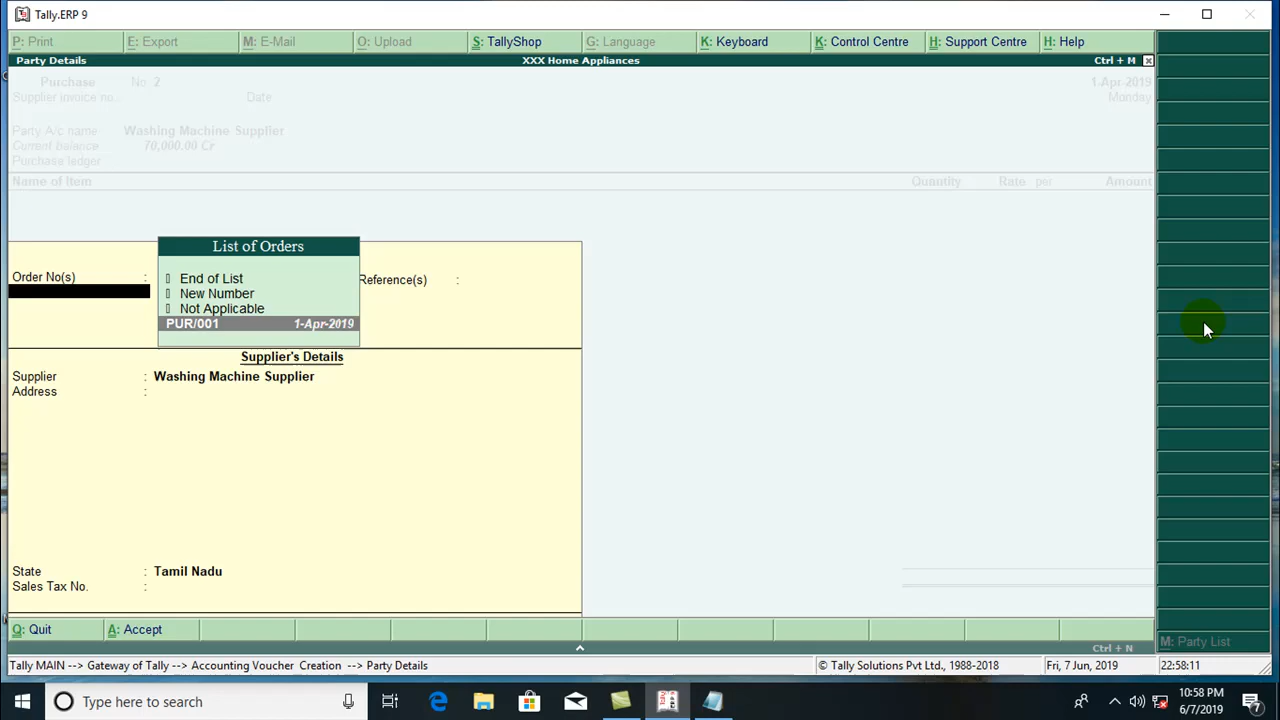 Tally.ERP 9
P: Print E: Export M: E-Mail O: Upload S: TallyShop G: Language K: Keyboard K: Control Centre H: Support Centre H: Help
Party Details XXX Home Appliances Ctrl + M
Purchase No. 2 1-Apr-2019
Supplier invoice no.: Date Monday
Party A/c name Washing Machine Supplier
Current balance 70,000.00 Cr
Purchase ledger
Name of Item Quantity Rate per Amount
List of Orders
Order No(s) : Reference(s) :
End of List
New Number
Not Applicable
PUR/001 1-Apr-2019
Supplier's Details
Supplier : Washing Machine Supplier
Address :
State : Tamil Nadu
Sales Tax No. :
Q: Quit A: Accept
M: Party List
Ctrl + N
Tally MAIN --> Gateway of Tally --> Accounting Voucher Creation --> Party Details © Tally Solutions Pvt Ltd., 1988-2018 Fri, 7 Jun, 2019 22:58:11
Type here to search
10:58 PM
6/7/2019
7